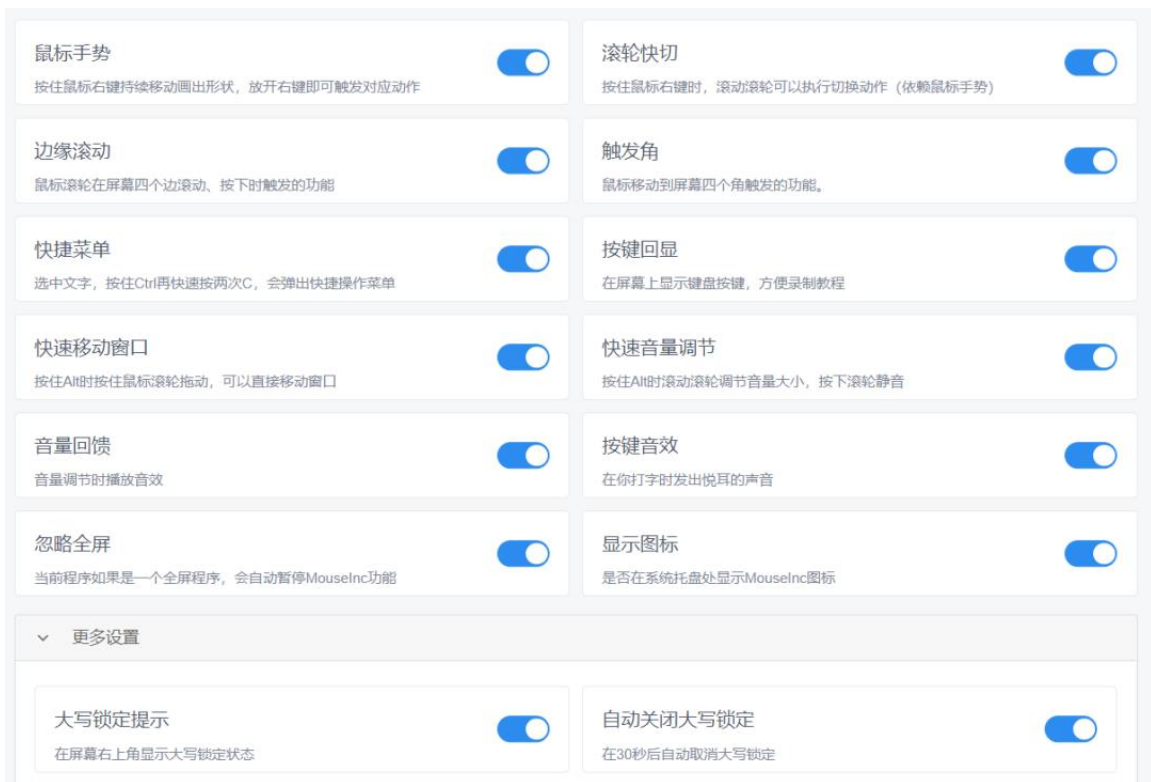 鼠标手势
按住鼠标右键持续移动画出形状，放开右键即可触发对应动作
滚轮快切
按住鼠标右键时，滚动滚轮可以执行切换动作（依赖鼠标手势）
边缘滚动
鼠标滚轮在屏幕四个边滚动、按下时触发的功能
触发角
鼠标移动到屏幕四个角触发的功能。
快捷菜单
选中文字，按住Ctrl再快速按两次C，会弹出快捷操作菜单
按键回显
在屏幕上显示键盘按键，方便录制教程
快速移动窗口
按住Alt时按住鼠标滚轮拖动，可以直接移动窗口
快速音量调节
按住Alt时滚动滚轮调节音量大小，按下滚轮静音
音量回馈
音量调节时播放音效
按键音效
在你打字时发出悦耳的声音
忽略全屏
当前程序如果是一个全屏程序，会自动暂停MouseInc功能
显示图标
是否在系统托盘处显示MouseInc图标
更多设置
大写锁定提示
在屏幕右上角显示大写锁定状态
自动关闭大写锁定
在30秒后自动取消大写锁定